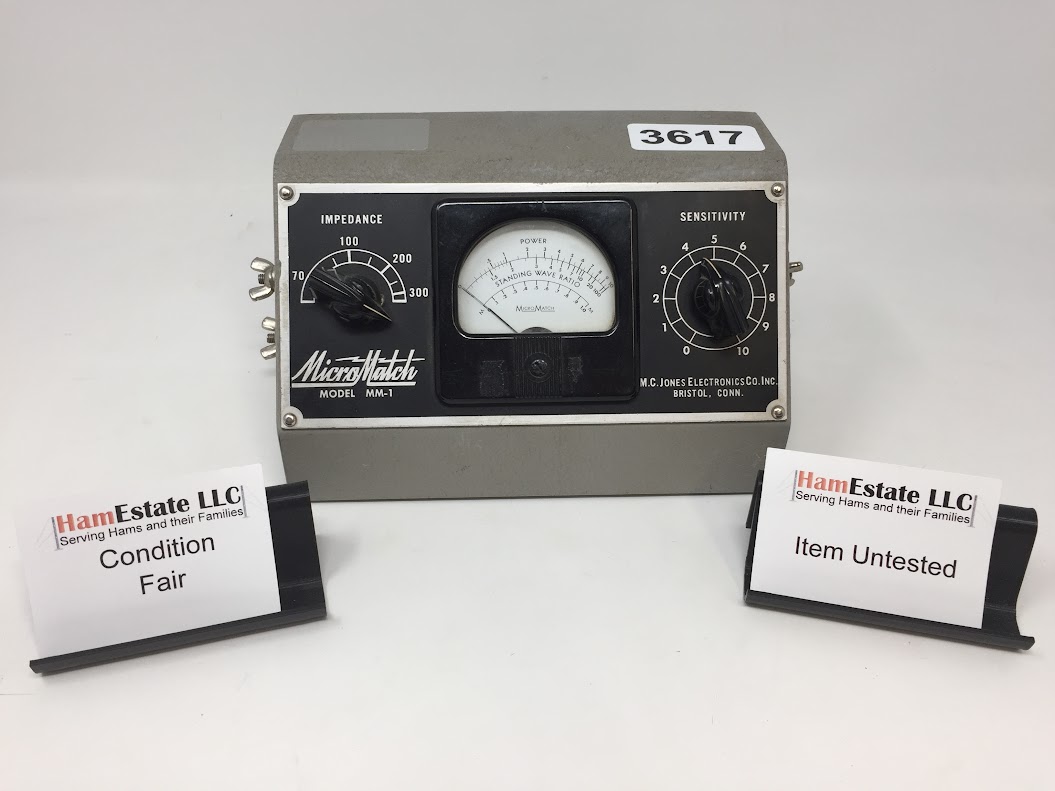 3617
IMPEDANCE
70
100
200
300
MicroMatch
MODEL MM-1
POWER
STANDING WAVE RATIO
MICROMATCH
SENSITIVITY
0
1
2
3
4
5
6
7
8
9
10
M.C. JONES ELECTRONICS CO. INC.
BRISTOL, CONN.
HamEstate LLC
Serving Hams and their Families
Condition
Fair
HamEstate LLC
Serving Hams and their Families
Item Untested